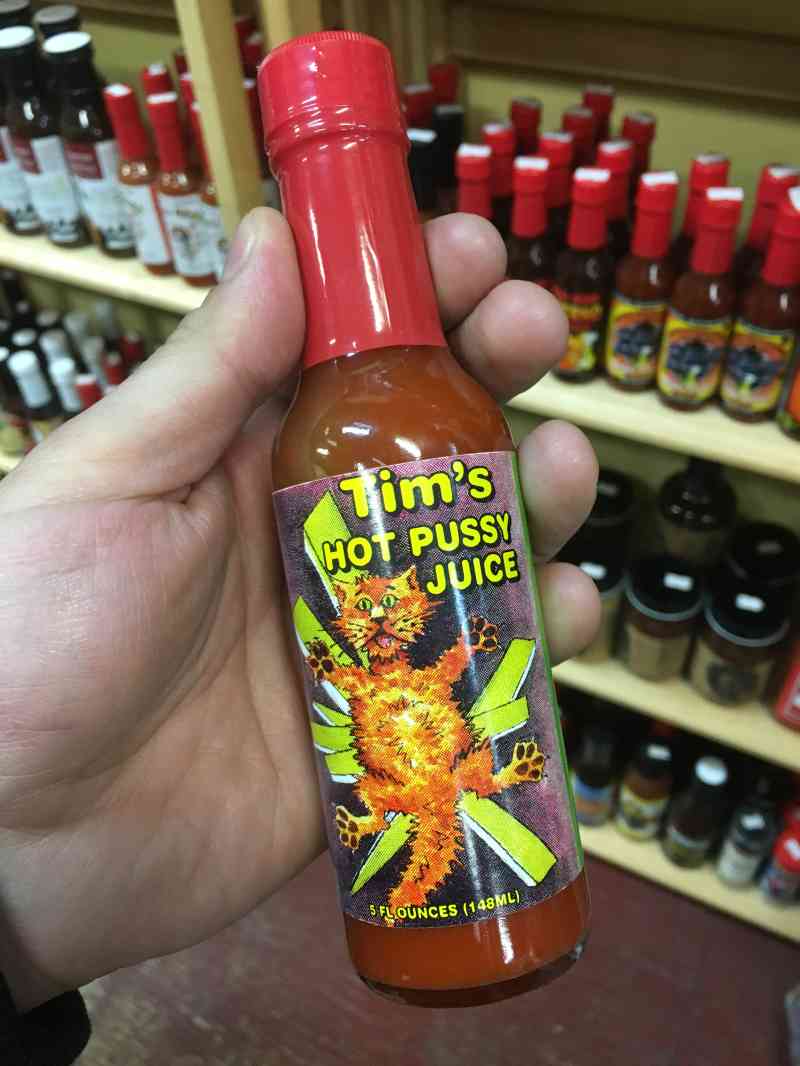 Tim's
HOT PUSSY
JUICE
5 FL OUNCES (148ML)